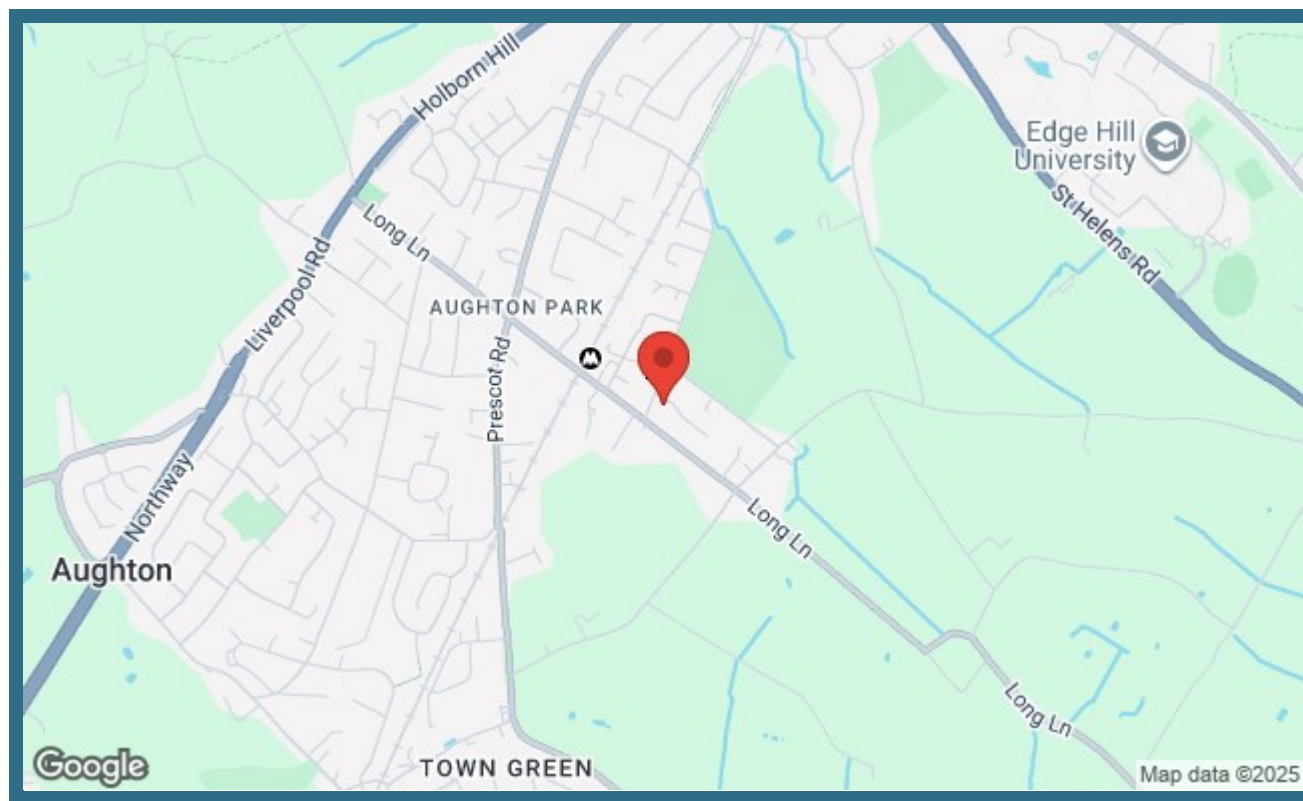 Holborn Hill
Edge Hill
University
St Helens Rd
Long Ln
Liverpool Rd
AUGHTON PARK
Prescot Rd
Northway
Aughton
Long Ln
Long Ln
TOWN GREEN
Google
Map data ©2025